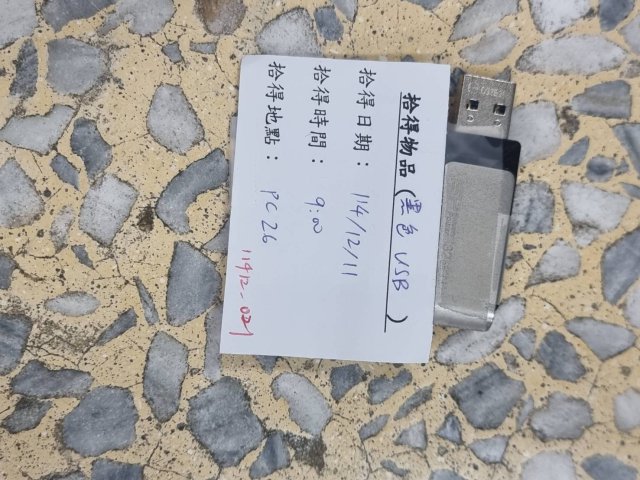 拾得物品(黑色 USB )
拾得日期: 114/12/11
拾得時間: 9:00
拾得地點: PC26
11412-021